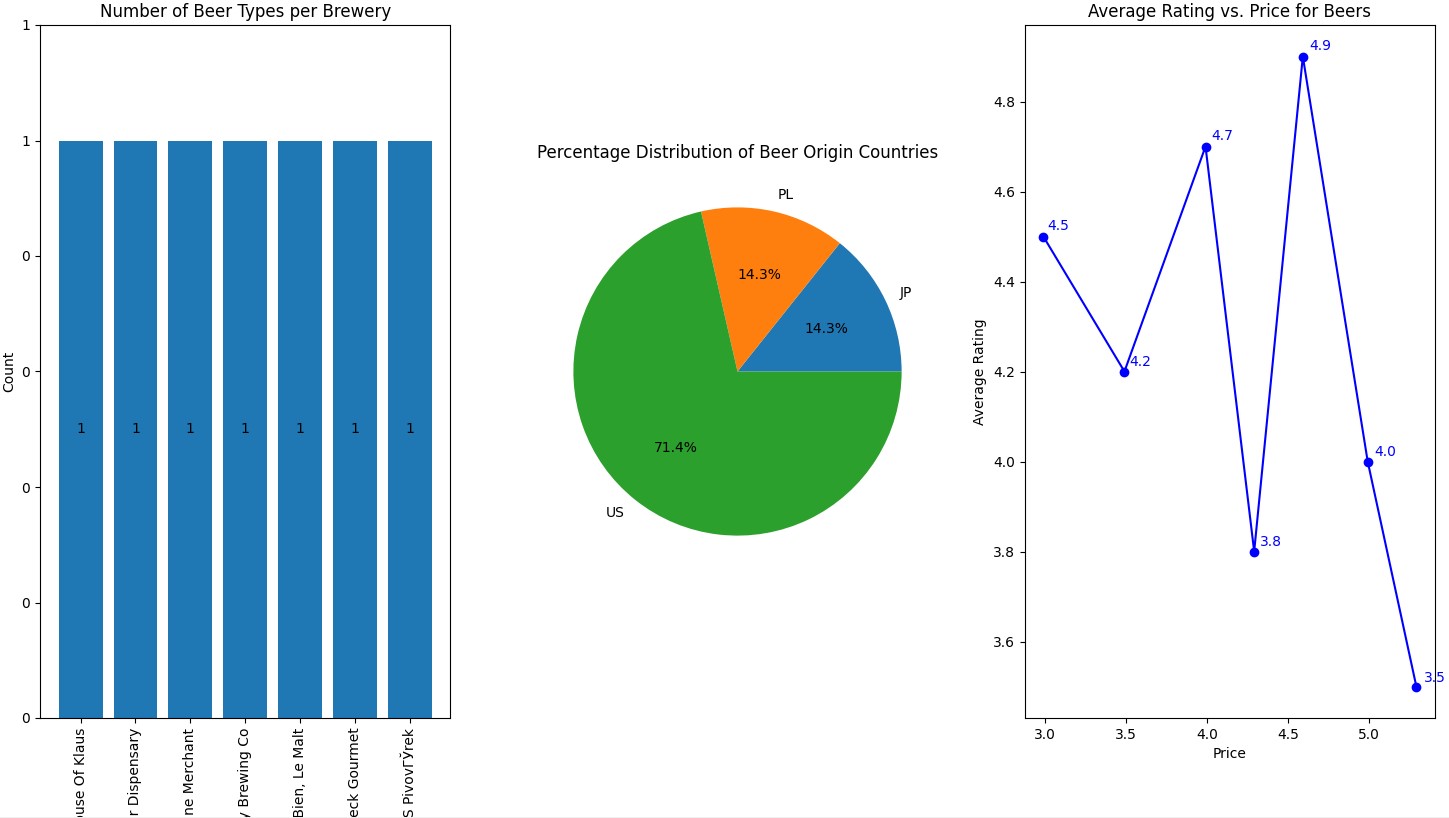 Number of Beer Types per Brewery
Count
1
1
0
0
0
0
0
1
1
1
1
1
1
1
Of Klaus
Dispensary
Merchant
Brewing Co
Bien, Le Malt
Gourmet
PivovГЎrek
Percentage Distribution of Beer Origin Countries
PL
JP
US
14.3%
14.3%
71.4%
Average Rating vs. Price for Beers
Average Rating
4.8
4.6
4.4
4.2
4.0
3.8
3.6
4.5
4.2
4.7
3.8
4.9
4.0
3.5
3.0
3.5
4.0
4.5
5.0
Price